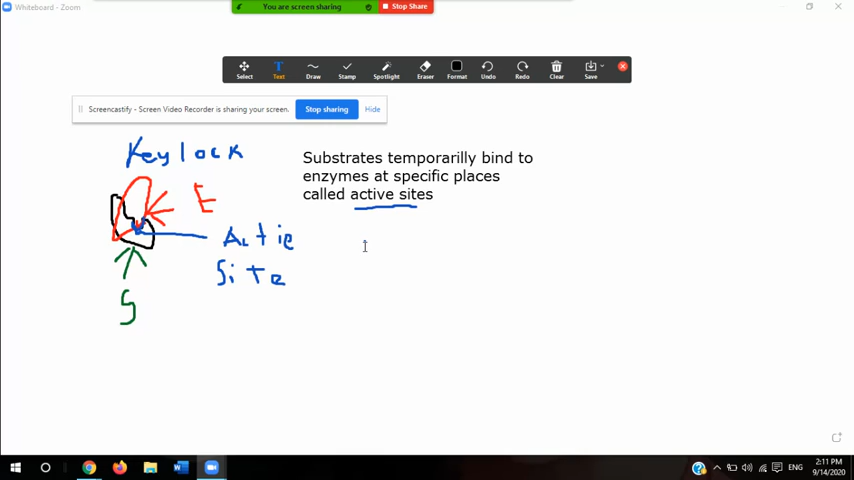 Whiteboard - Zoom
You are screen sharing
Stop Share
Select
Text
Draw
Stamp
Spotlight
Eraser
Format
Undo
Redo
Clear
Save
Screencastify - Screen Video Recorder is sharing your screen.
Stop sharing
Hide
Keylock
Substrates temporarilly bind to
enzymes at specific places
called active sites
E
Actie
Site
S
ENG
2:11 PM
9/14/2020